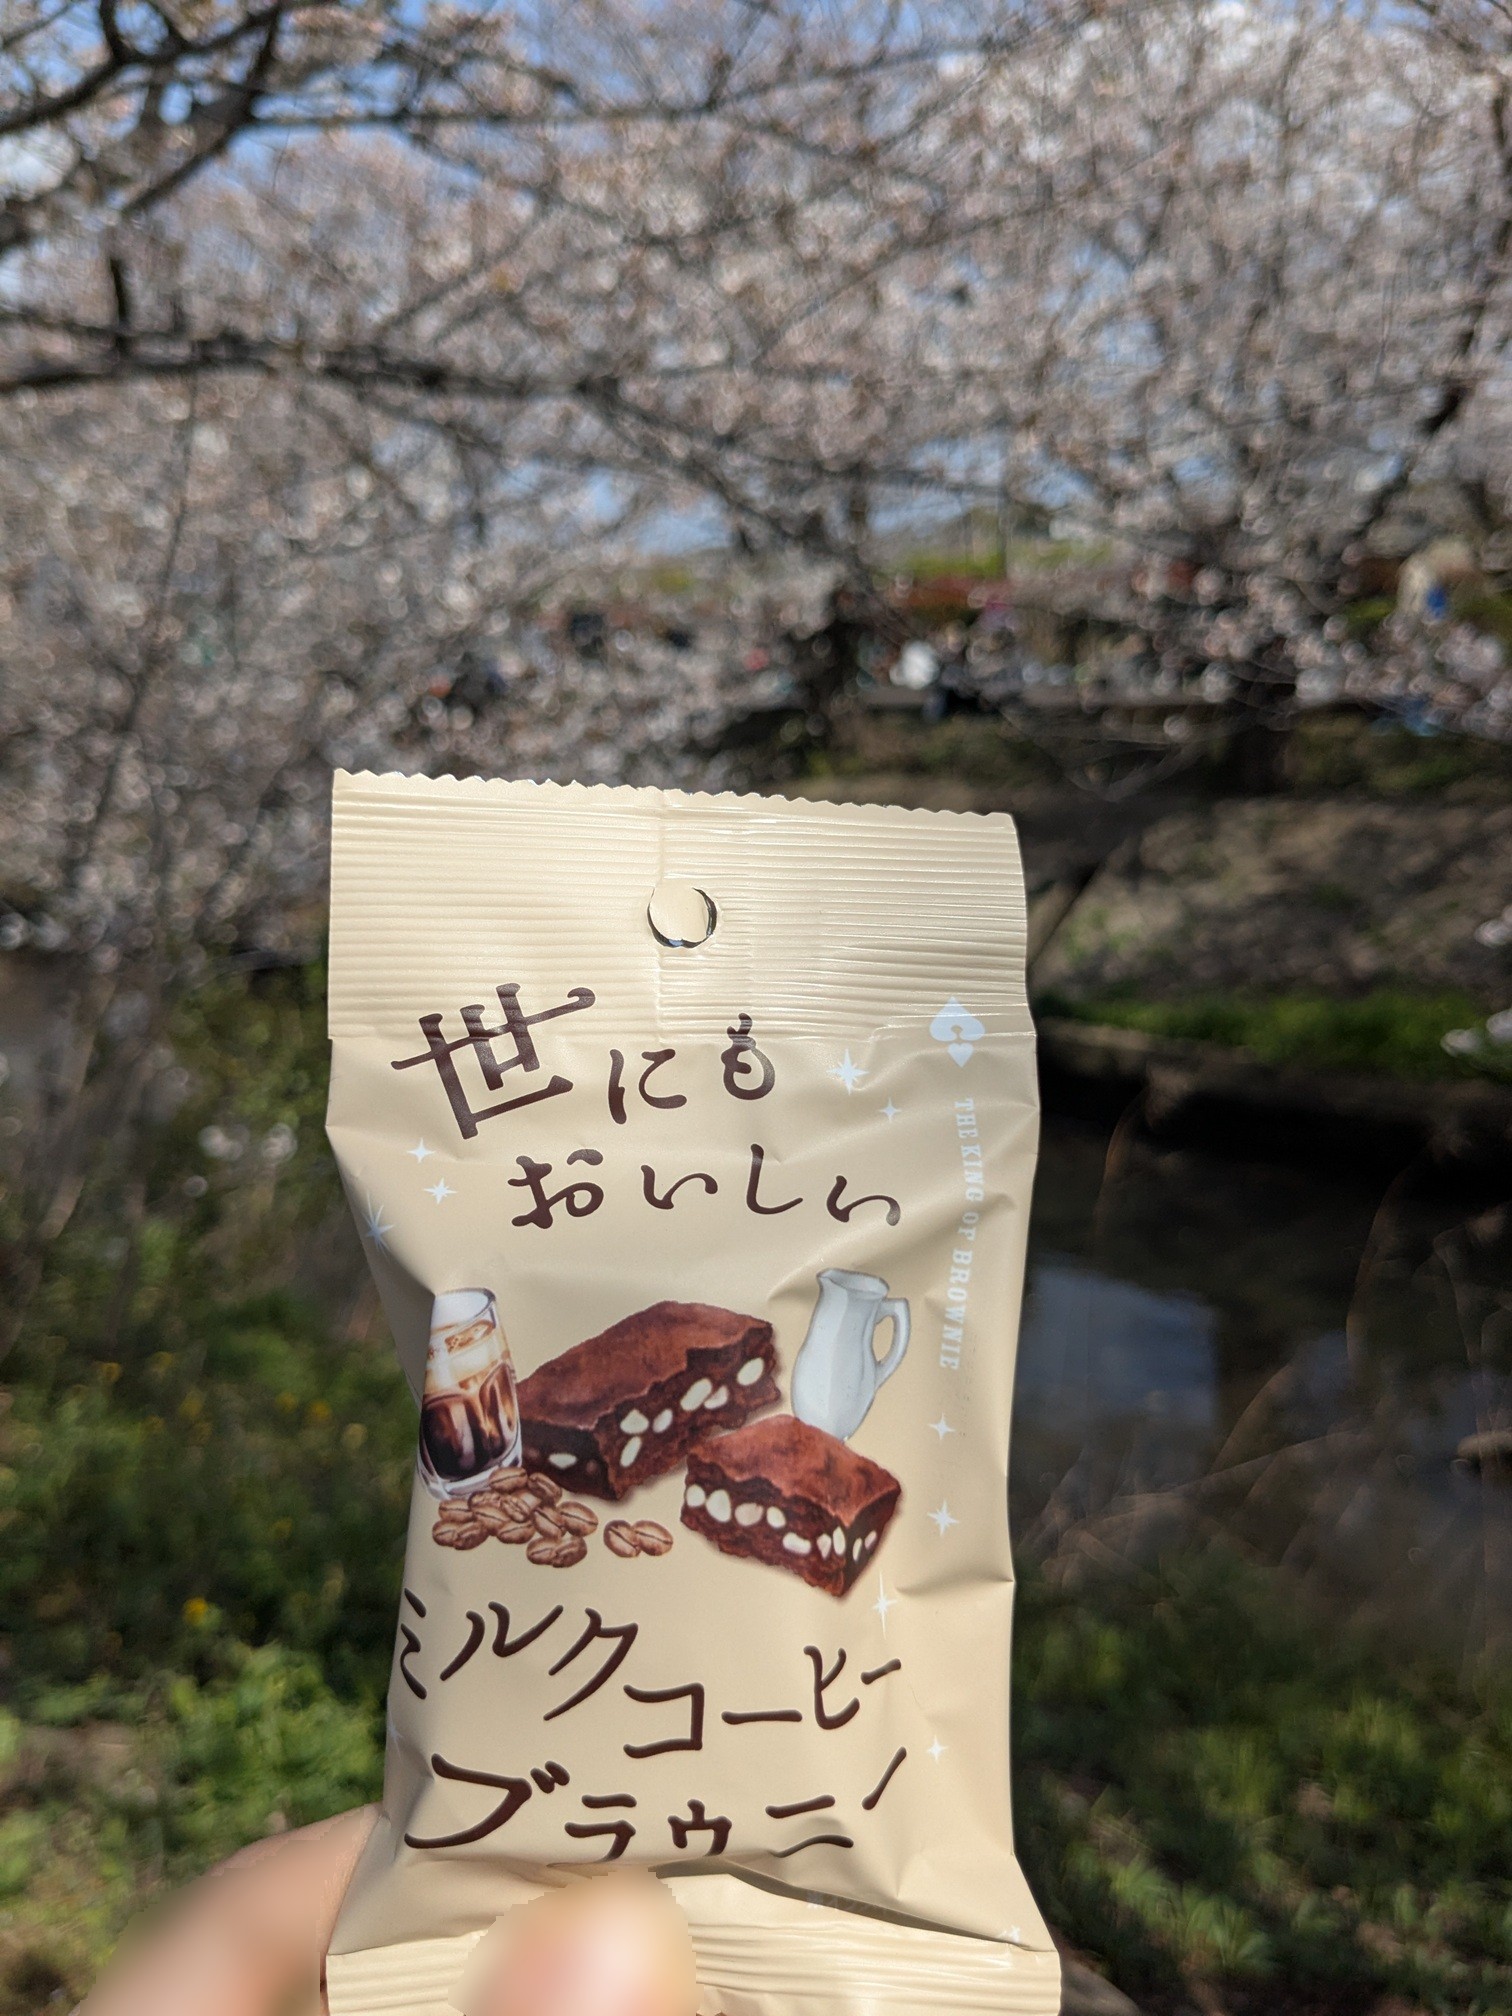 世にも
おいしい
THE KING OF BROWNIE
ミルク
コーヒー
ブラウニー